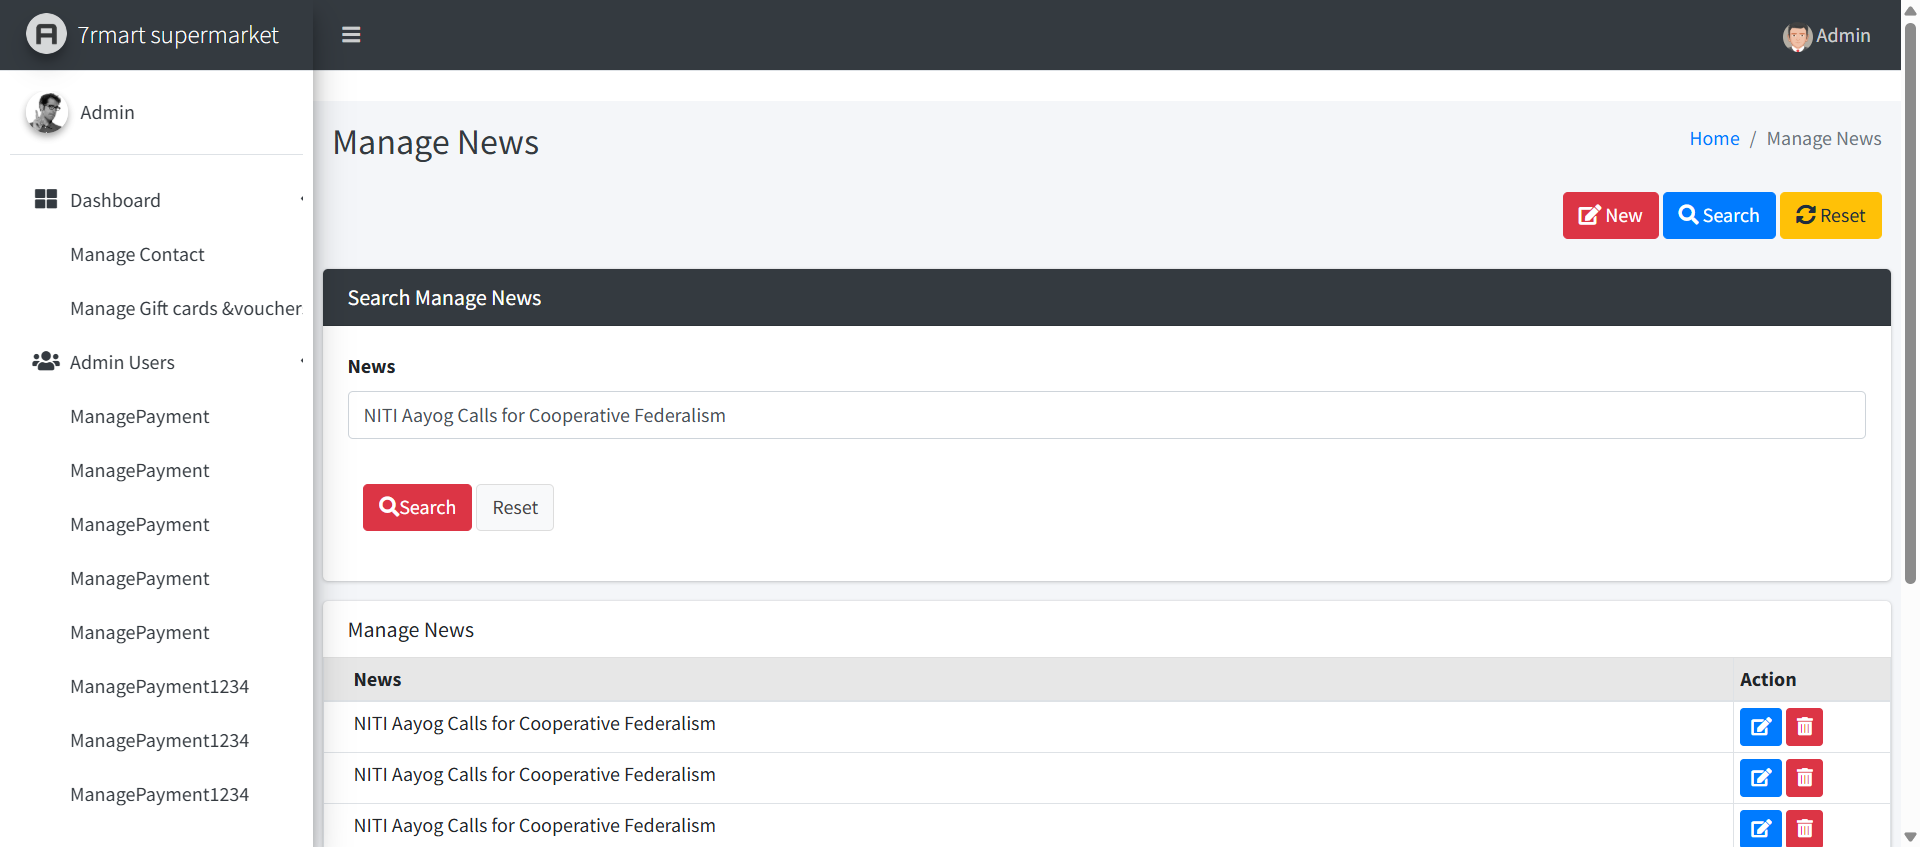 7rmart supermarket
Admin
Admin
Manage News
Home / Manage News
New
Search
Reset
Dashboard
Manage Contact
Manage Gift cards &voucher
Admin Users
ManagePayment
ManagePayment
ManagePayment
ManagePayment
ManagePayment
ManagePayment1234
ManagePayment1234
ManagePayment1234
Search Manage News
News
NITI Aayog Calls for Cooperative Federalism
Search
Reset
Manage News
News Action
NITI Aayog Calls for Cooperative Federalism
NITI Aayog Calls for Cooperative Federalism
NITI Aayog Calls for Cooperative Federalism